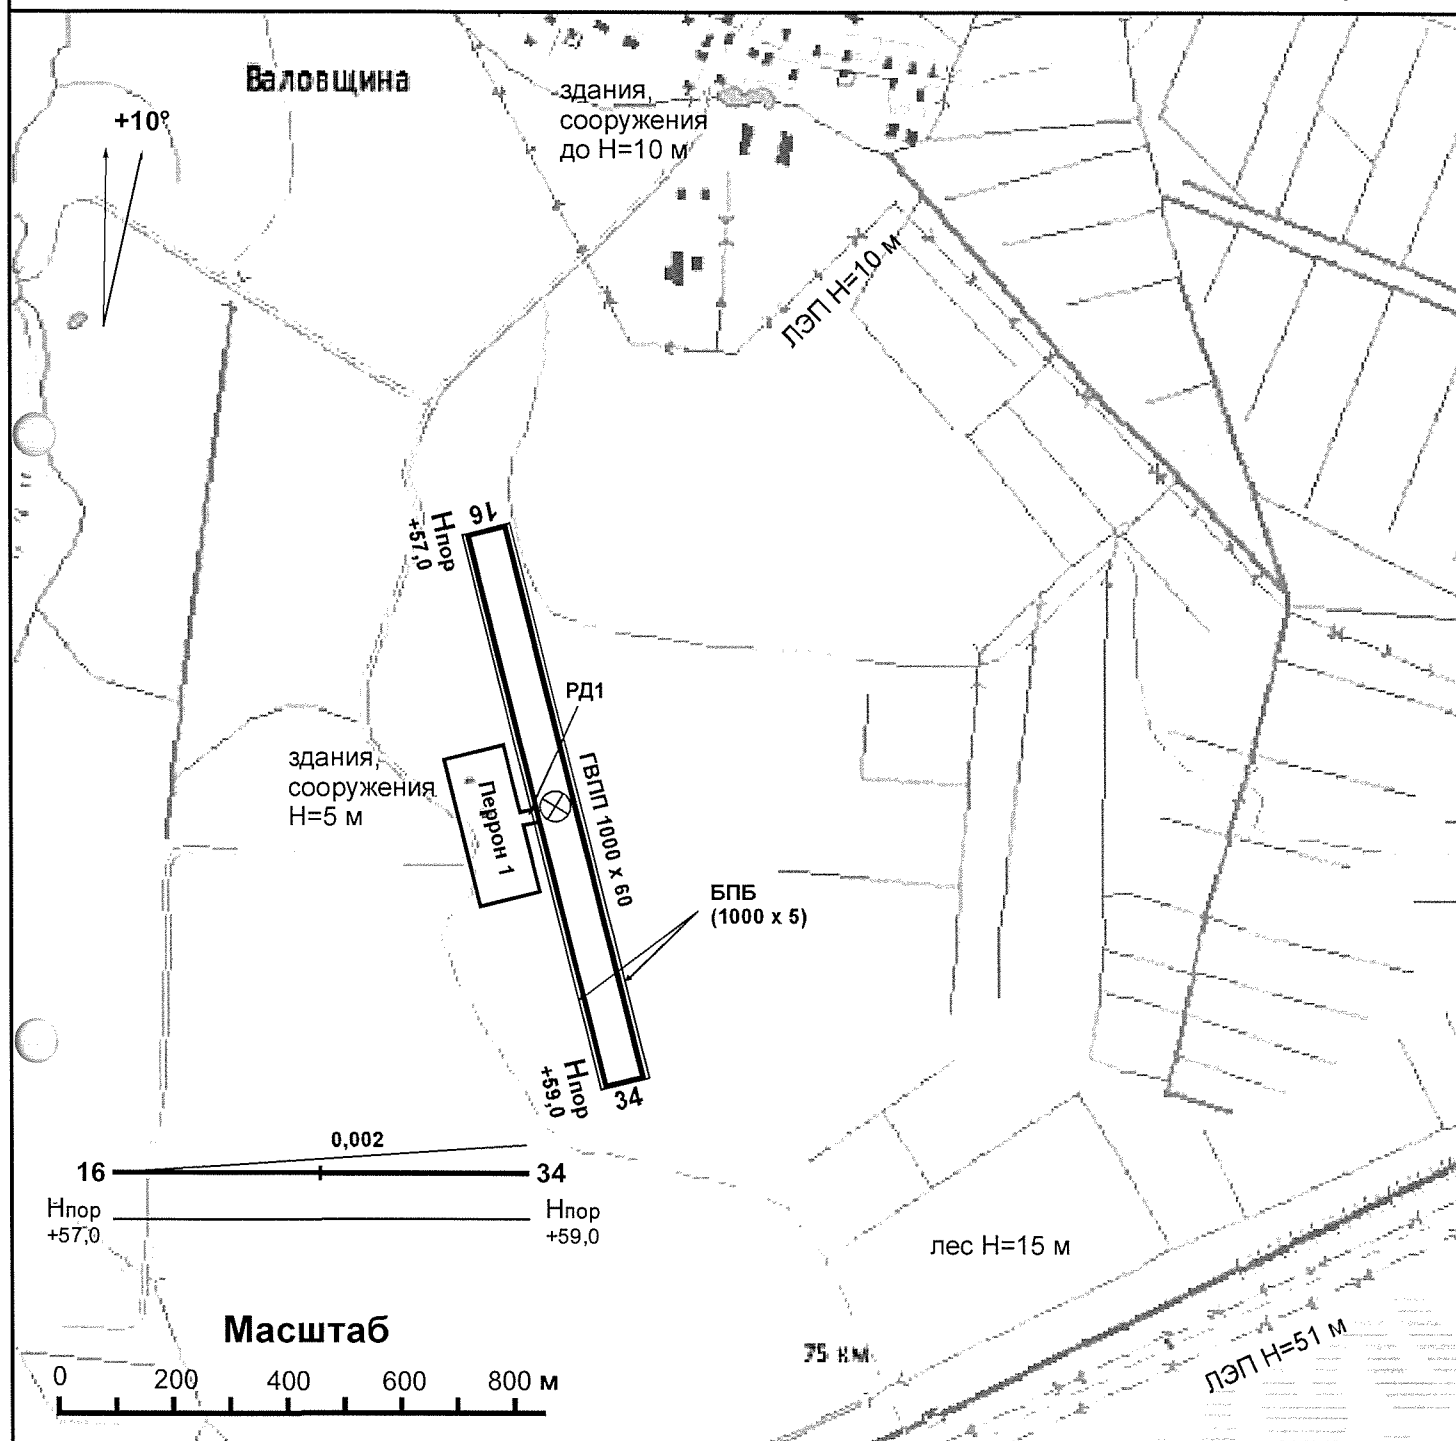 Валовщина
+10°
здания,
сооружения
до Н=10 м
ЛЭП Н=10 м
16
Нпор
+57,0
РД1
здания,
сооружения
Н=5 м
Перрон 1
ГВПП 1000 х 60
БПБ
(1000 х 5)
Нпор
+59,0
34
0,002
16
34
Нпор
+57,0
Нпор
+59,0
лес Н=15 м
Масштаб
75 км
ЛЭП Н=51 м
0 200 400 600 800 м